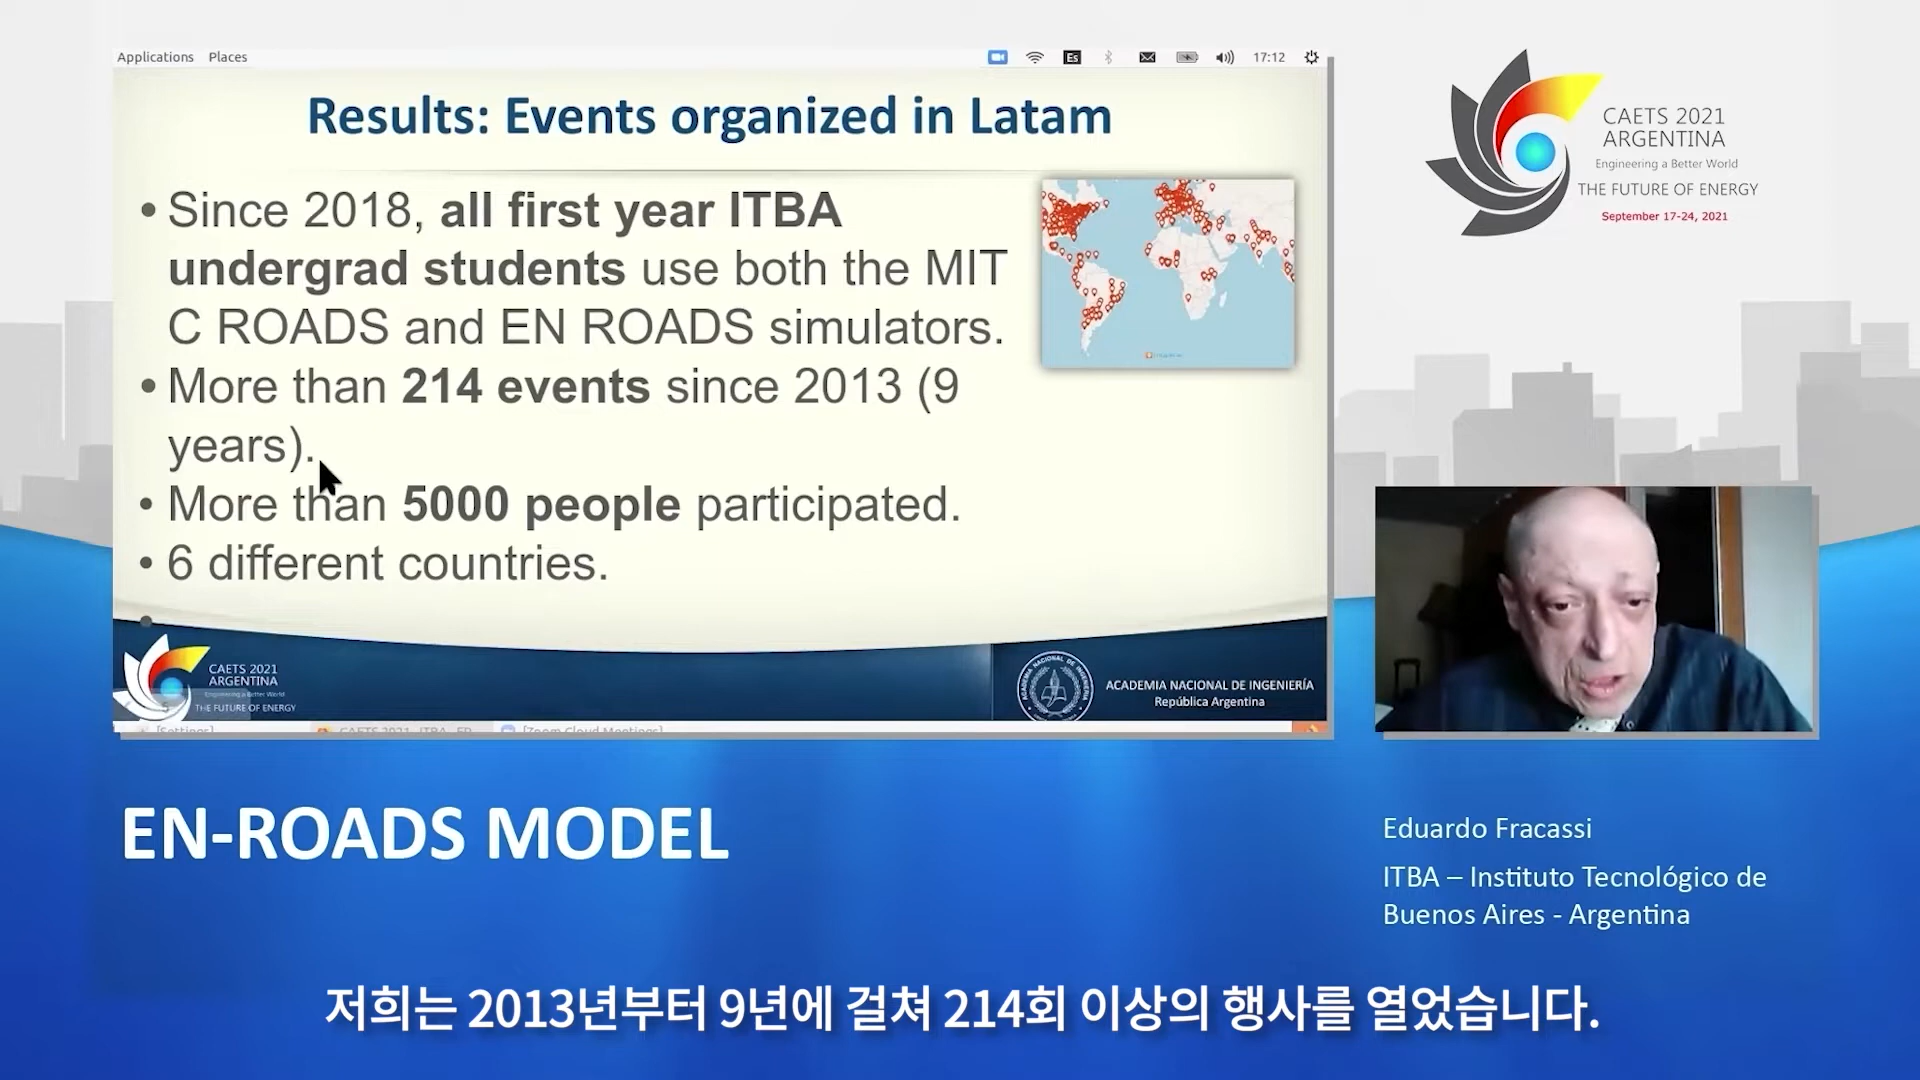 Applications Places
Es
17:12
Results: Events organized in Latam
• Since 2018, all first year ITBA
undergrad students use both the MIT
C ROADS and EN ROADS simulators.
• More than 214 events since 2013 (9
years).
• More than 5000 people participated.
• 6 different countries.
•
CAETS 2021
ARGENTINA
Engineering a Better World
THE FUTURE OF ENERGY
ACADEMIA NACIONAL DE INGENIERÍA
República Argentina
CAETS 2021
ARGENTINA
Engineering a Better World
THE FUTURE OF ENERGY
September 17-24, 2021
EN-ROADS MODEL
Eduardo Fracassi
ITBA – Instituto Tecnológico de
Buenos Aires - Argentina
저희는 2013년부터 9년에 걸쳐 214회 이상의 행사를 열었습니다.